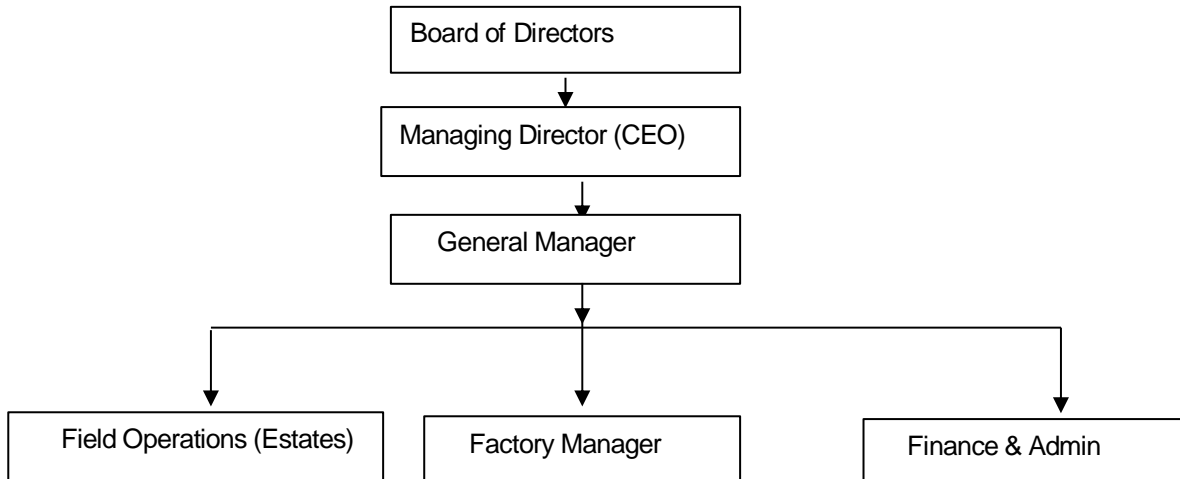 Board of Directors
Managing Director (CEO)
General Manager
Field Operations (Estates)
Factory Manager
Finance & Admin